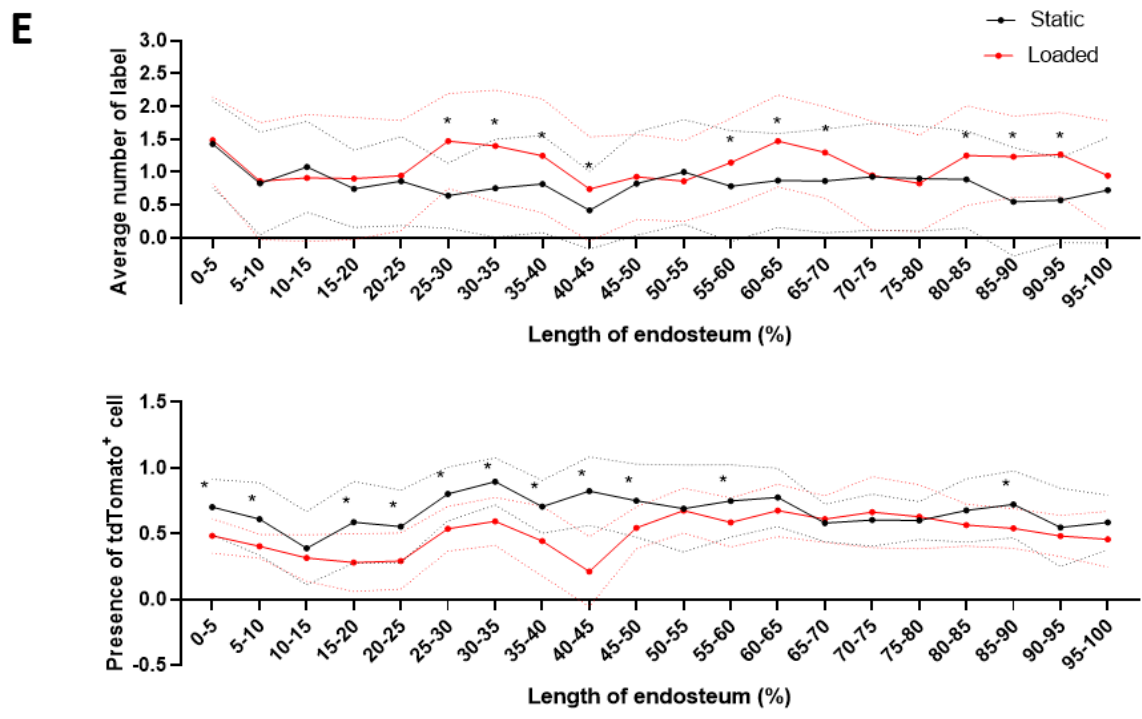 E
Static
Loaded
Average number of label
3.0
2.5
2.0
1.5
1.0
0.5
0.0
* * * * * * * * * *
0-5 5-10 10-15 15-20 20-25 25-30 30-35 35-40 40-45 45-50 50-55 55-60 60-65 65-70 70-75 75-80 80-85 85-90 90-95 95-100
Length of endosteum (%)
Presence of tdTomato+ cell
1.5
1.0
0.5
0.0
-0.5
* * * * * * * * * * *
0-5 5-10 10-15 15-20 20-25 25-30 30-35 35-40 40-45 45-50 50-55 55-60 60-65 65-70 70-75 75-80 80-85 85-90 90-95 95-100
Length of endosteum (%)